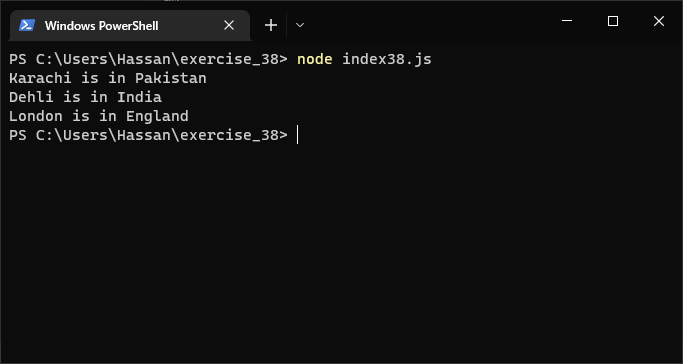 Windows PowerShell
PS C:\Users\Hassan\exercise_38> node index38.js
Karachi is in Pakistan
Dehli is in India
London is in England
PS C:\Users\Hassan\exercise_38>